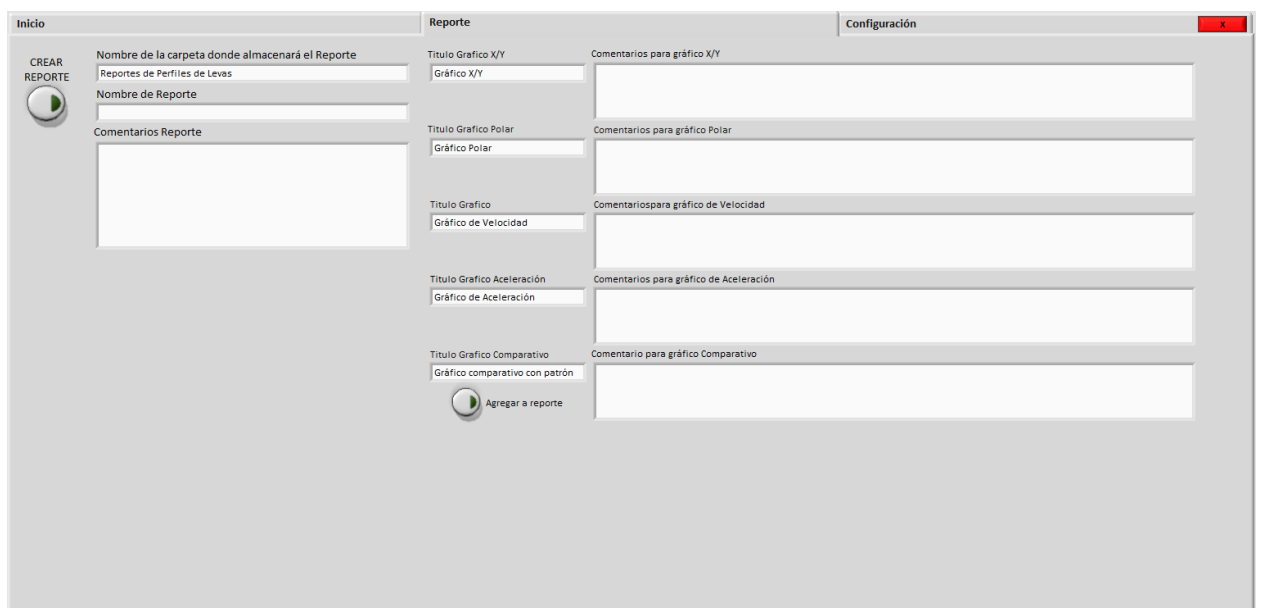 Inicio
Reporte
Configuración
x
CREAR
REPORTE
Nombre de la carpeta donde almacenará el Reporte
Reportes de Perfiles de Levas
Nombre de Reporte
Comentarios Reporte
Titulo Grafico X/Y
Gráfico X/Y
Comentarios para gráfico X/Y
Titulo Grafico Polar
Gráfico Polar
Comentarios para gráfico Polar
Titulo Grafico
Gráfico de Velocidad
Comentariospara gráfico de Velocidad
Titulo Grafico Aceleración
Gráfico de Aceleración
Comentarios para gráfico de Aceleración
Titulo Grafico Comparativo
Gráfico comparativo con patrón
Comentario para gráfico Comparativo
Agregar a reporte